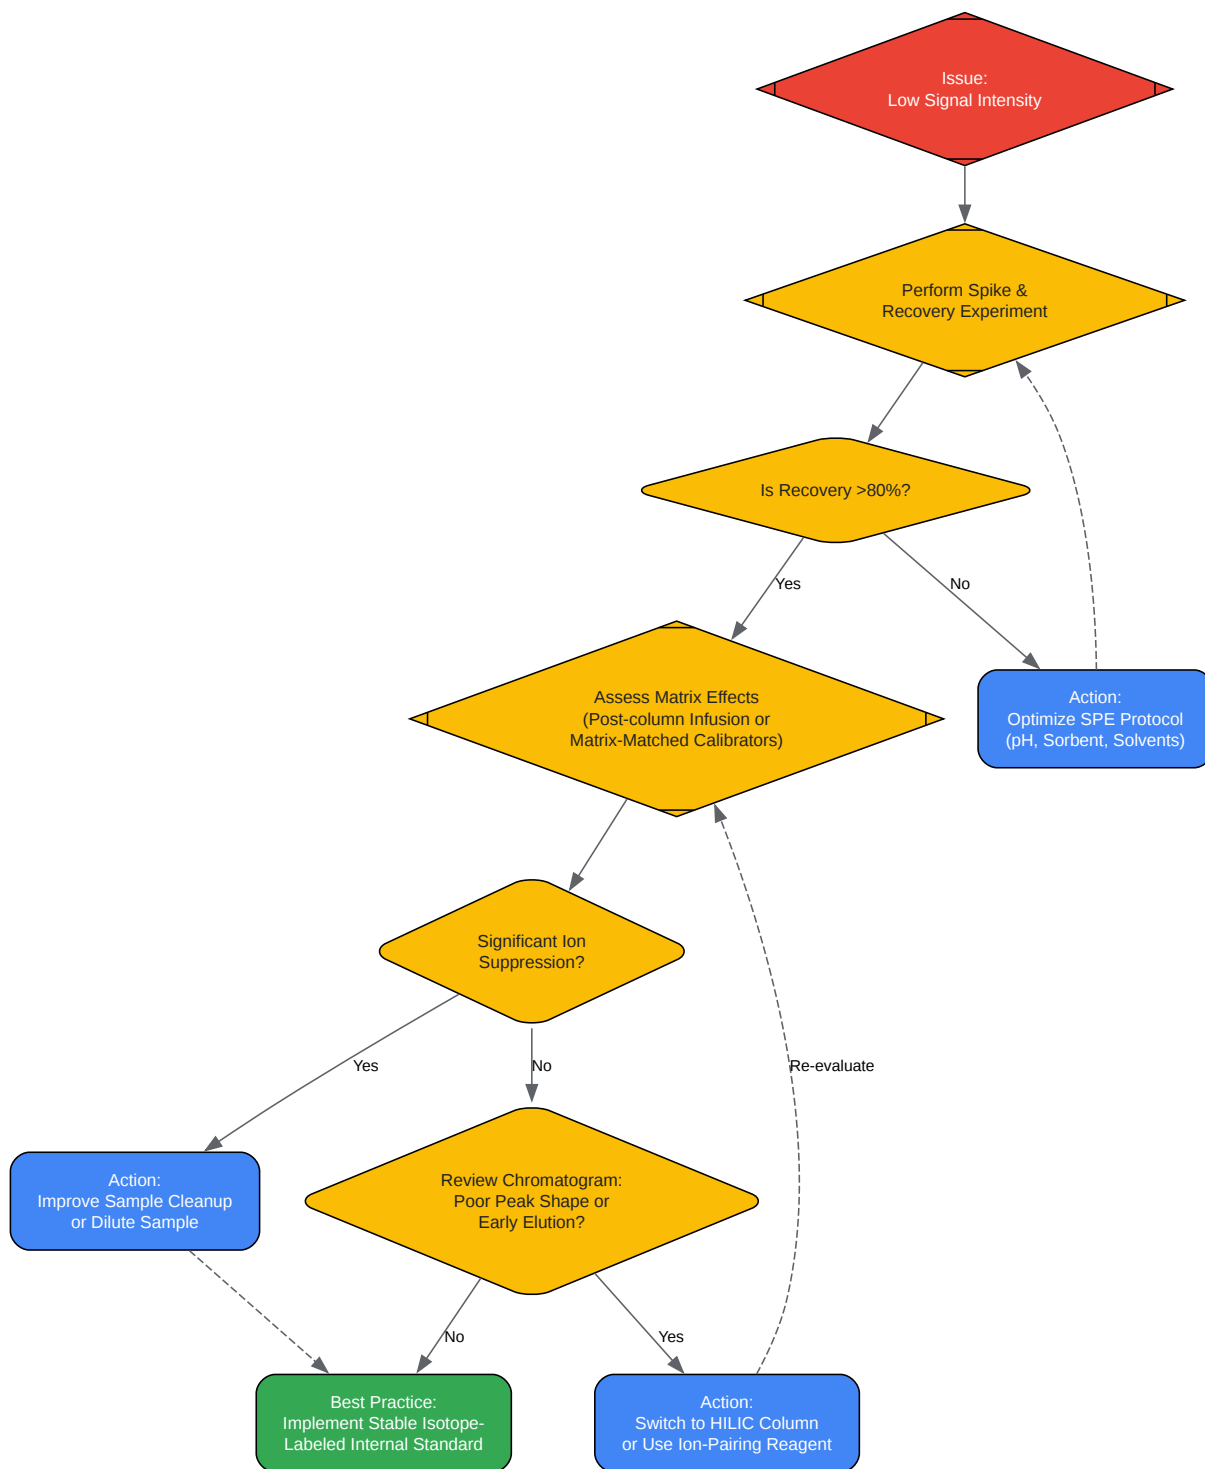 Issue:
Low Signal Intensity
Perform Spike &
Recovery Experiment
Is Recovery >80%?
Yes
No
Assess Matrix Effects
(Post-column Infusion or
Matrix-Matched Calibrators)
Action:
Optimize SPE Protocol
(pH, Sorbent, Solvents)
Significant Ion
Suppression?
Yes
No
Re-evaluate
Action:
Improve Sample Cleanup
or Dilute Sample
Review Chromatogram:
Poor Peak Shape or
Early Elution?
No
Yes
Best Practice:
Implement Stable Isotope-
Labeled Internal Standard
Action:
Switch to HILIC Column
or Use Ion-Pairing Reagent